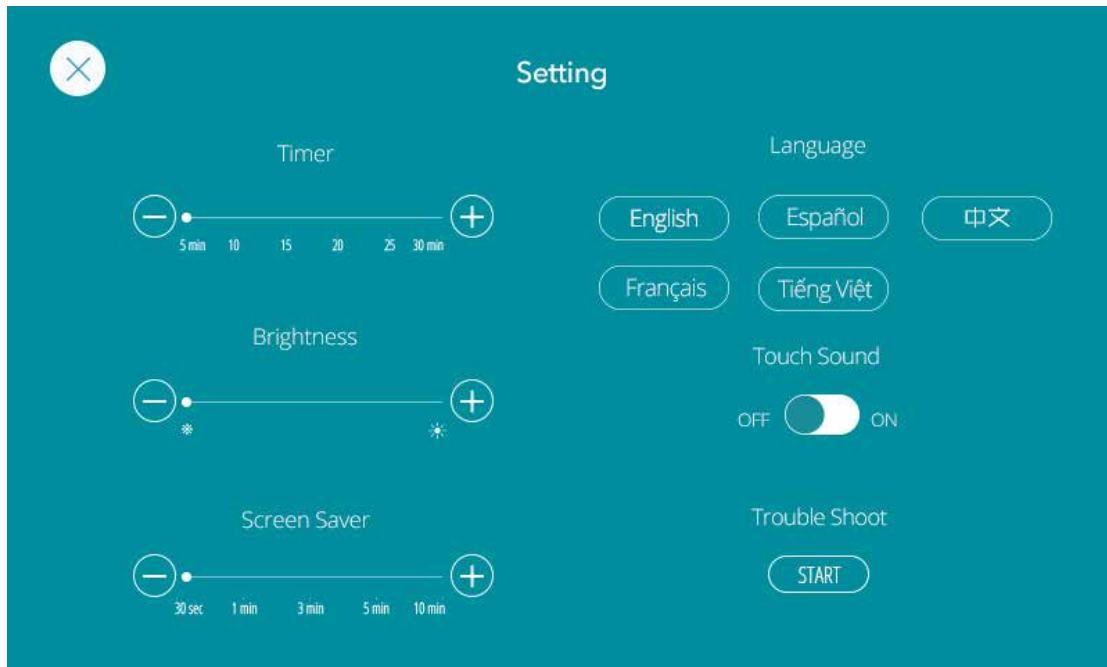 Setting
Timer
5 min 10 15 20 25 30 min
Brightness
Screen Saver
30 sec 1 min 3 min 5 min 10 min
Language
English Español 中文
Français Tiếng Việt
Touch Sound
OFF ON
Trouble Shoot
START